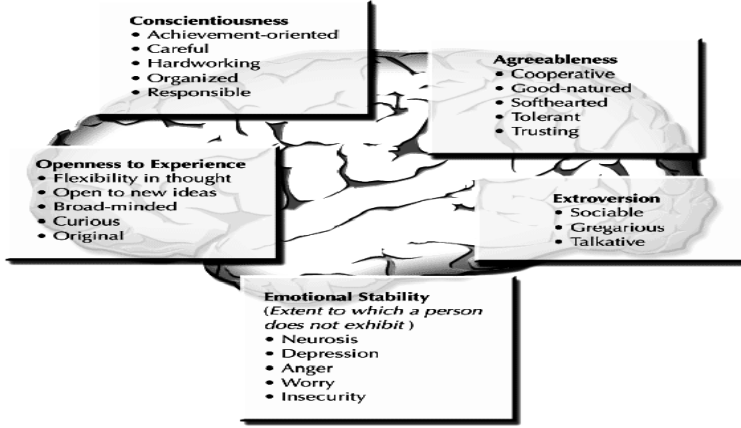 Conscientiousness
• Achievement-oriented
• Careful
• Hardworking
• Organized
• Responsible
Agreeableness
• Cooperative
• Good-natured
• Softhearted
• Tolerant
• Trusting
Openness to Experience
• Flexibility in thought
• Open to new ideas
• Broad-minded
• Curious
• Original
Extroversion
• Sociable
• Gregarious
• Talkative
Emotional Stability
(Extent to which a person
does not exhibit)
• Neurosis
• Depression
• Anger
• Worry
• Insecurity